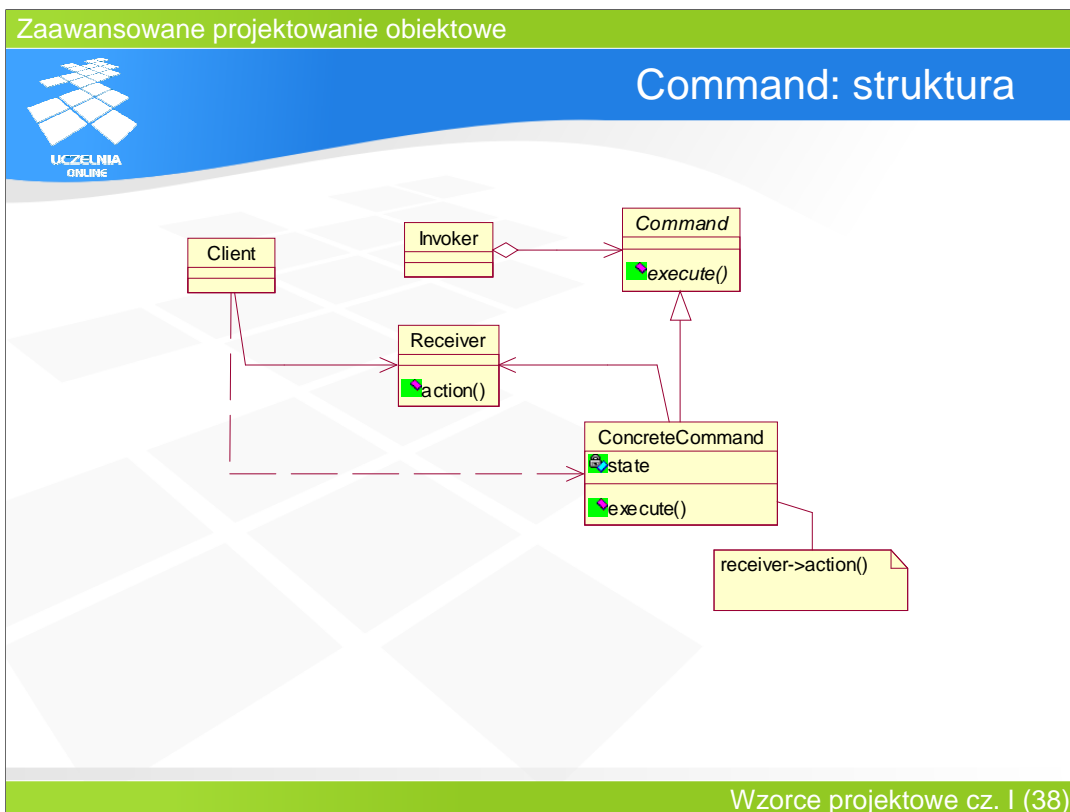 Zaawansowane projektowanie obiektowe
Command: struktura
UCZELNIA
ONLINE
Client
Invoker
Command
execute()
Receiver
action()
ConcreteCommand
state
execute()
receiver->action()
Wzorce projektowe cz. I (38)